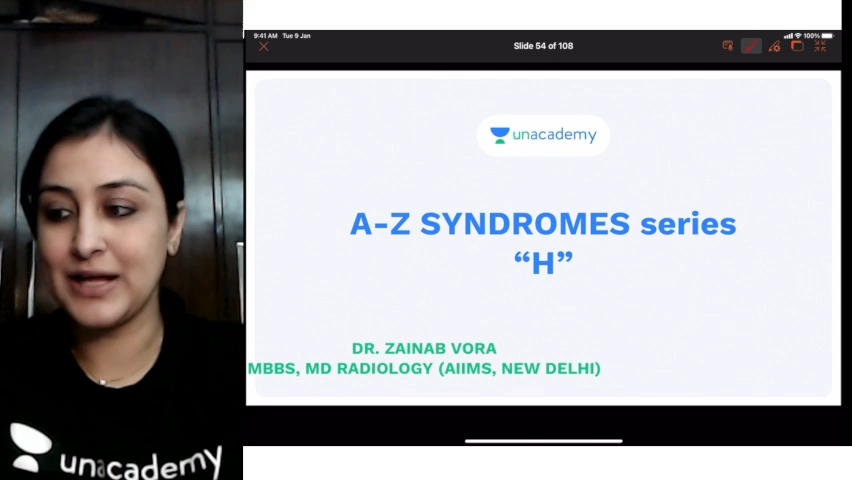 9:41 AM Tue 9 Jan
100%
Slide 54 of 108
unacademy
A-Z SYNDROMES series
“H”
DR. ZAINAB VORA
MBBS, MD RADIOLOGY (AIIMS, NEW DELHI)
unacademy